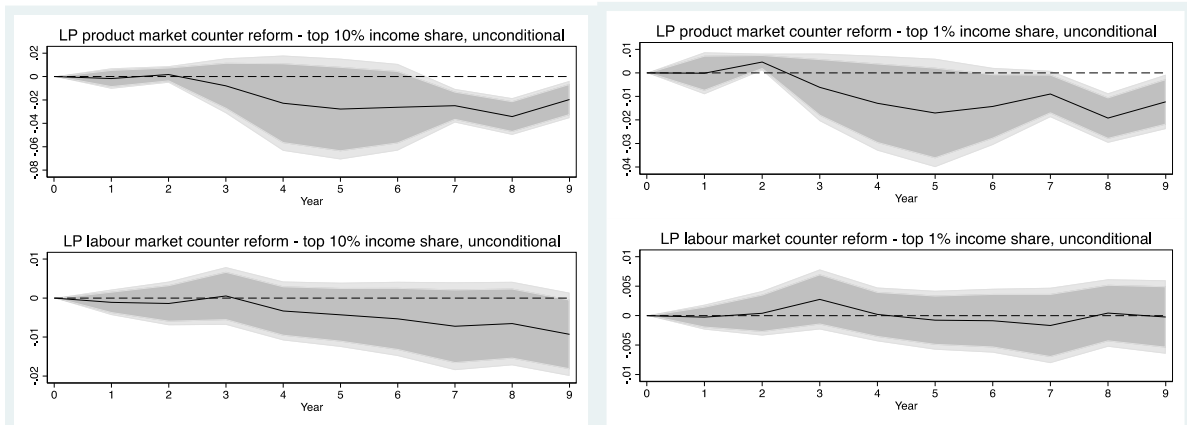 LP product market counter reform - top 10% income share, unconditional
.02
0
-.02
-.04
-.06
-.08
0 1 2 3 4 5 6 7 8 9
Year
LP product market counter reform - top 1% income share, unconditional
.01
0
-.01
-.02
-.03
-.04
0 1 2 3 4 5 6 7 8 9
Year
LP labour market counter reform - top 10% income share, unconditional
.01
0
-.01
-.02
0 1 2 3 4 5 6 7 8 9
Year
LP labour market counter reform - top 1% income share, unconditional
.01
.005
0
-.005
-.01
0 1 2 3 4 5 6 7 8 9
Year